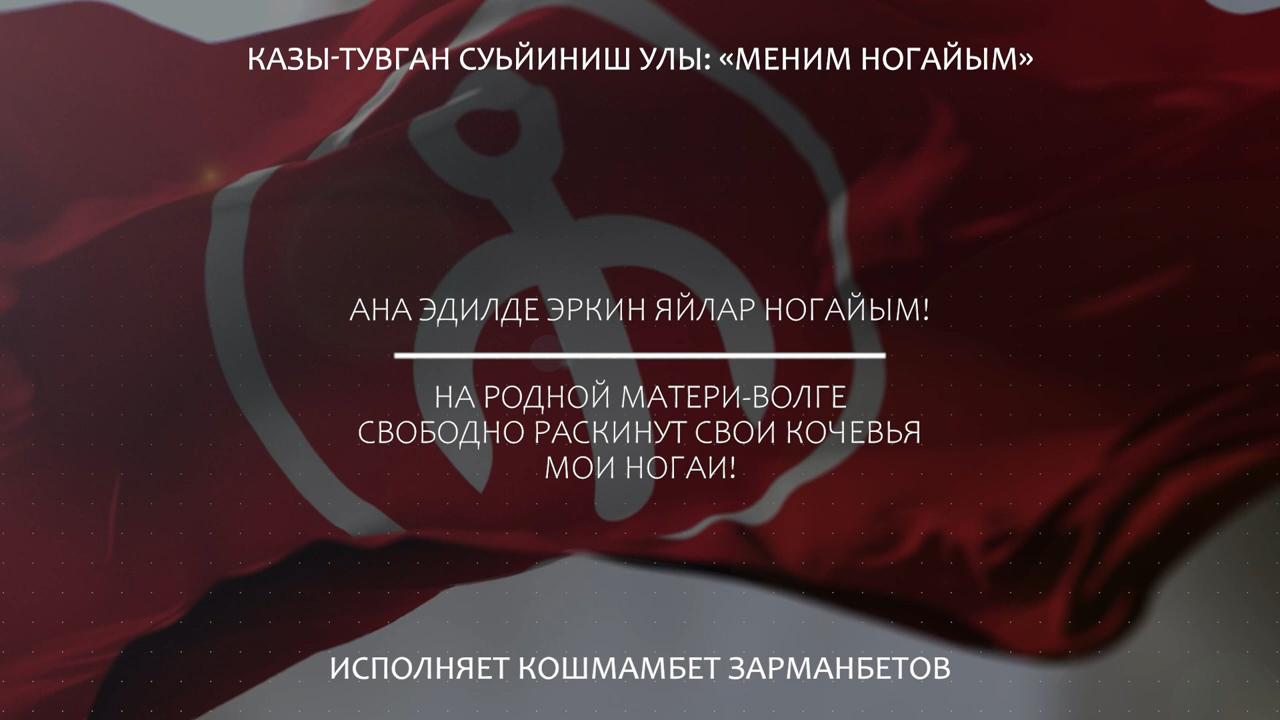 КАЗЫ-ТУВГАН СУЬЙИНИШ УЛЫ: «МЕНИМ НОГАЙЫМ»
АНА ЭДИЛДЕ ЭРКИН ЯЙЛАР НОГАЙЫМ!
НА РОДНОЙ МАТЕРИ-ВОЛГЕ
СВОБОДНО РАСКИНУТ СВОИ КОЧЕВЬЯ
МОИ НОГАИ!
ИСПОЛНЯЕТ КОШМАМБЕТ ЗАРМАНБЕТОВ